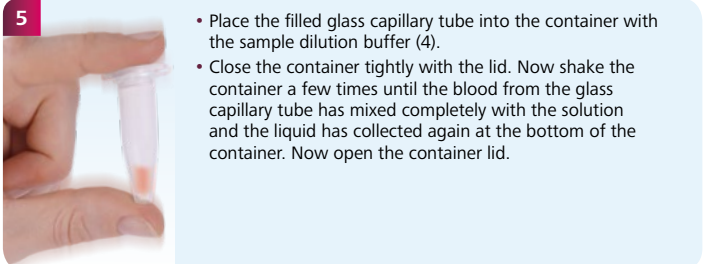 5
• Place the filled glass capillary tube into the container with
the sample dilution buffer (4).
• Close the container tightly with the lid. Now shake the
container a few times until the blood from the glass
capillary tube has mixed completely with the solution
and the liquid has collected again at the bottom of the
container. Now open the container lid.